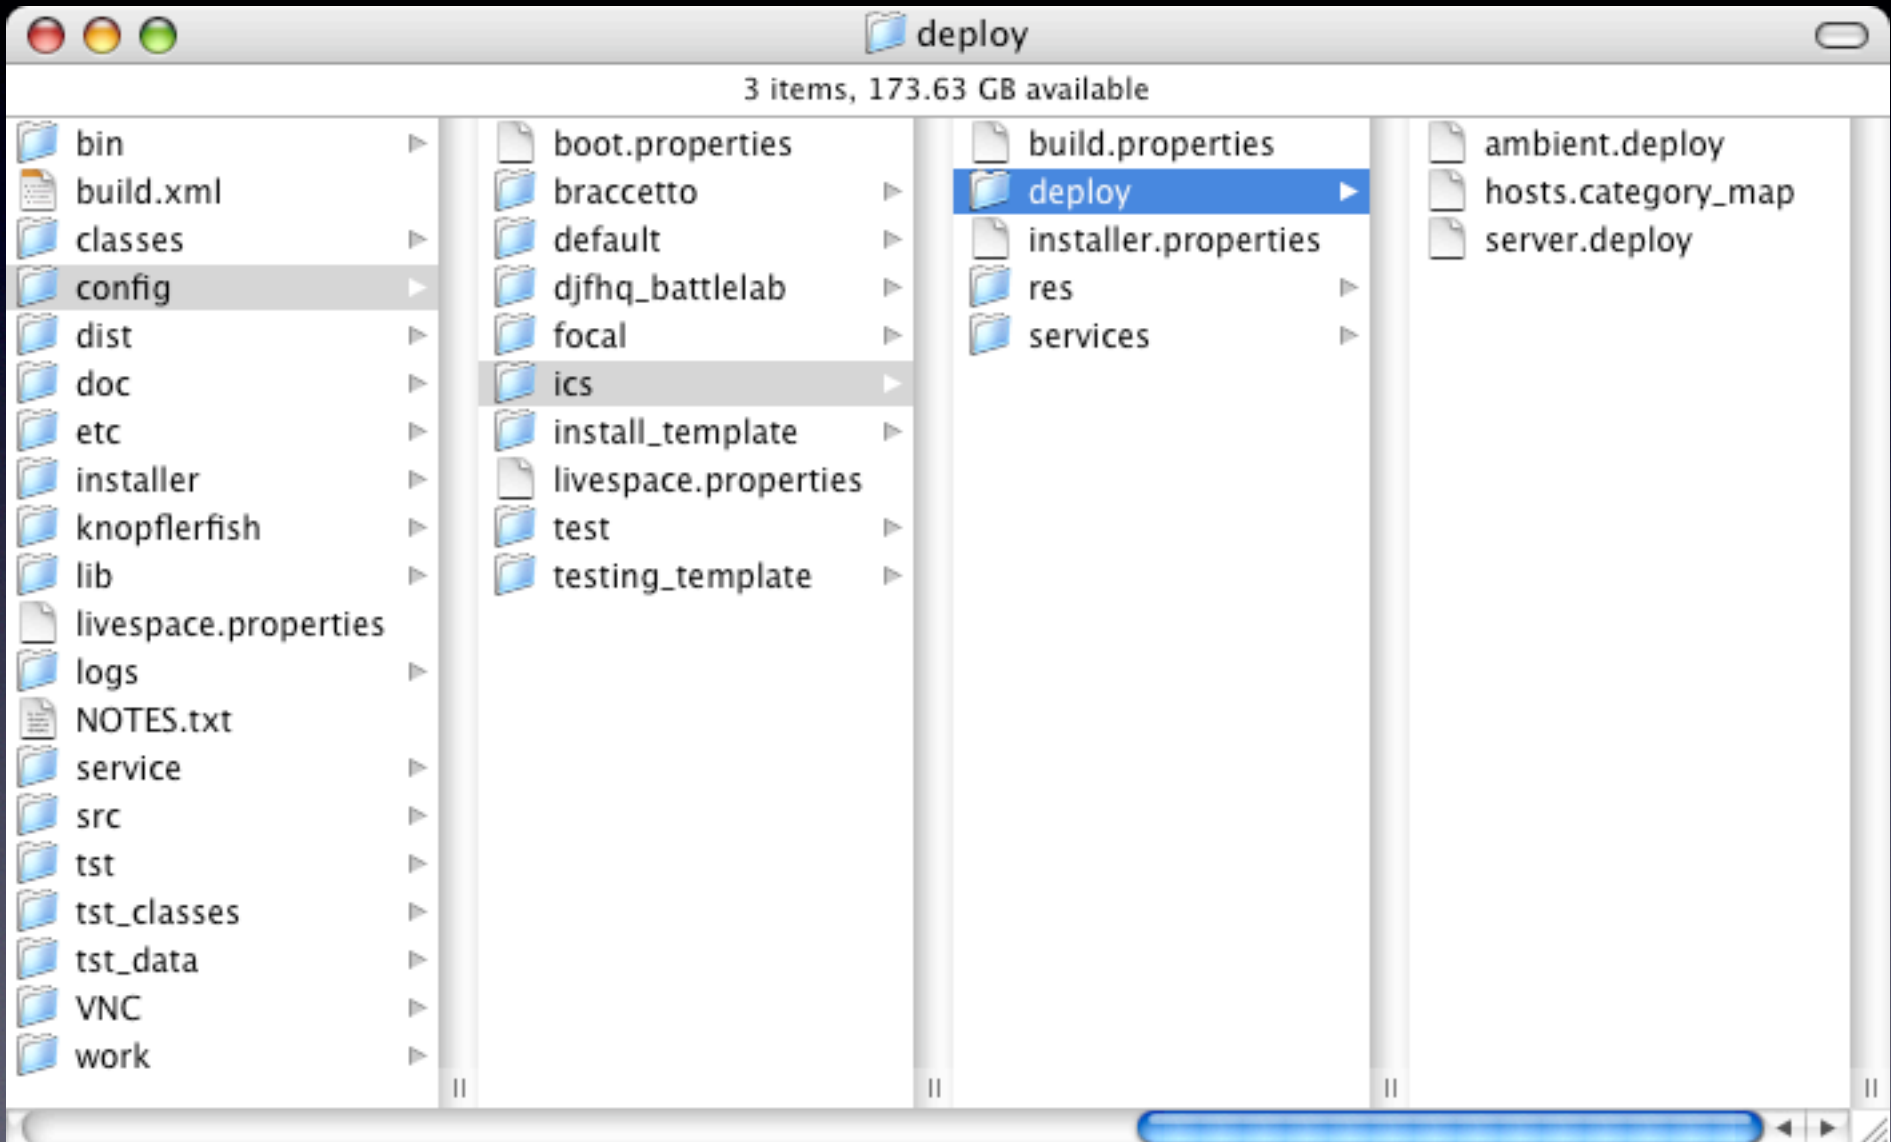 deploy
3 items, 173.63 GB available
bin
build.xml
classes
config
dist
doc
etc
installer
knopflerfish
lib
livespace.properties
logs
NOTES.txt
service
src
tst
tst_classes
tst_data
VNC
work
boot.properties
braccetto
default
djfhq_battlelab
focal
ics
install_template
livespace.properties
test
testing_template
build.properties
deploy
installer.properties
res
services
ambient.deploy
hosts.category_map
server.deploy